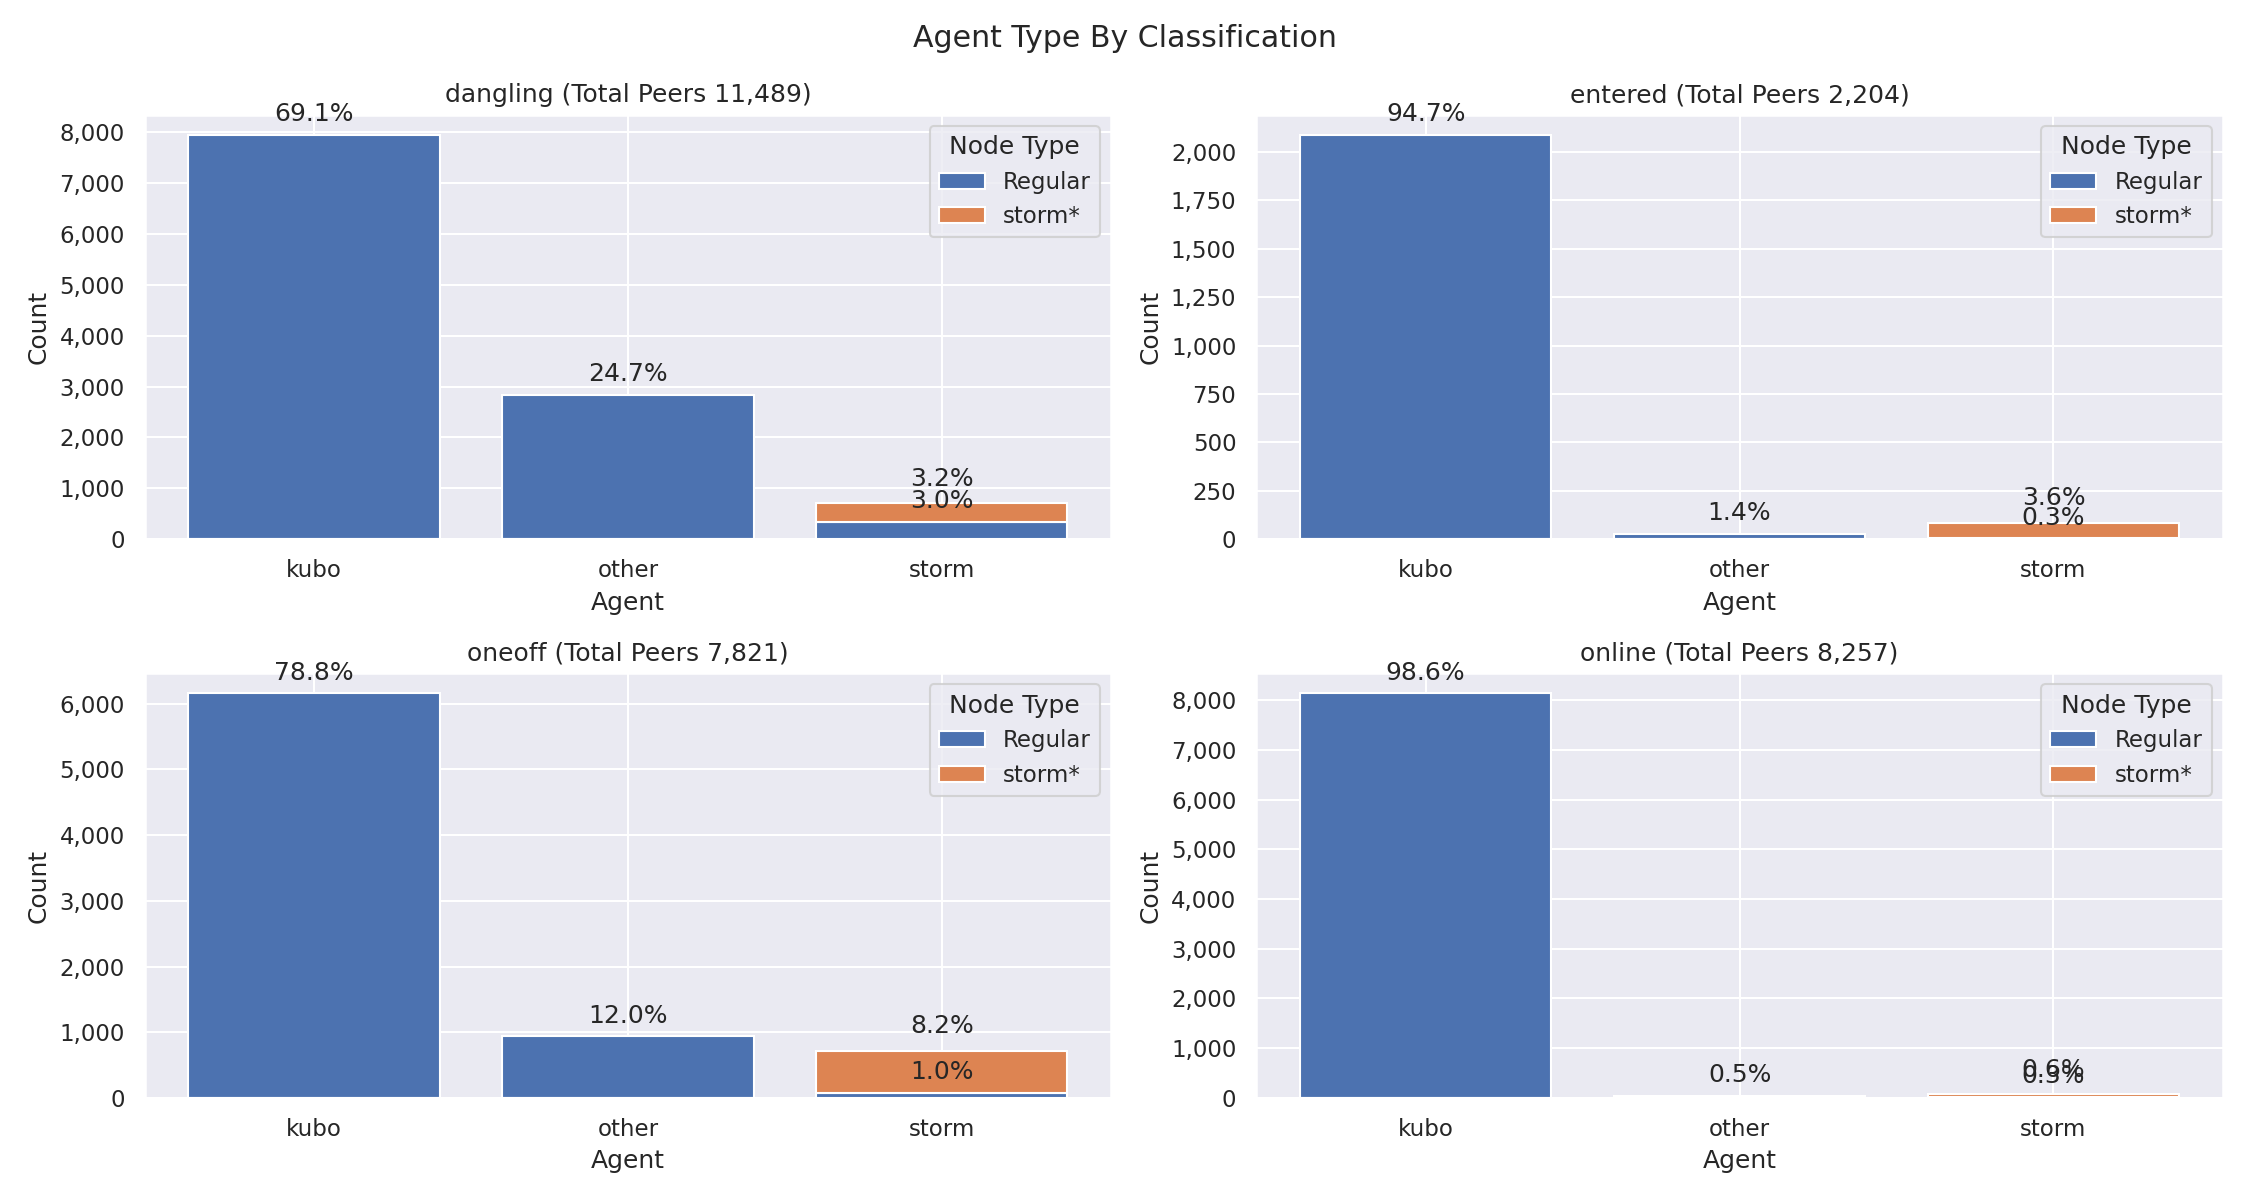 Agent Type By Classification
dangling (Total Peers 11,489)
69.1%
24.7%
3.2%
3.0%
8,000
7,000
6,000
5,000
4,000
3,000
2,000
1,000
0
Count
kubo
other
storm
Agent
Node Type
Regular
storm*
entered (Total Peers 2,204)
94.7%
1.4%
3.6%
0.3%
2,000
1,750
1,500
1,250
1,000
750
500
250
0
Count
kubo
other
storm
Agent
Node Type
Regular
storm*
oneoff (Total Peers 7,821)
78.8%
12.0%
8.2%
1.0%
6,000
5,000
4,000
3,000
2,000
1,000
0
Count
kubo
other
storm
Agent
Node Type
Regular
storm*
online (Total Peers 8,257)
98.6%
0.5%
0.6%
8,000
7,000
6,000
5,000
4,000
3,000
2,000
1,000
0
Count
kubo
other
storm
Agent
Node Type
Regular
storm*